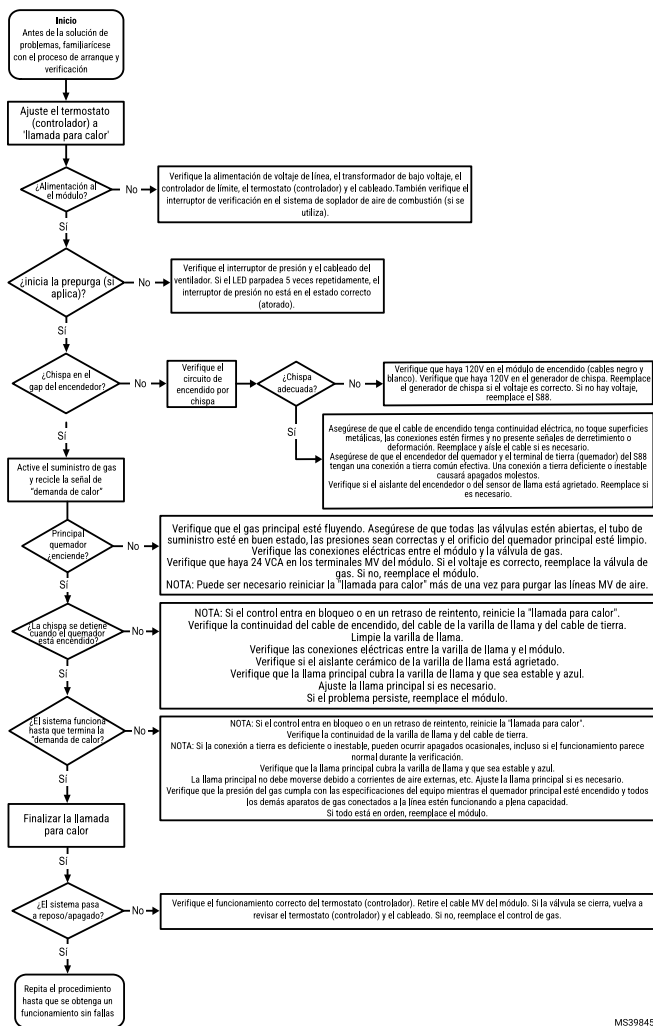 Inicio
Antes de la solución de
problemas, familiarícese
con el proceso de arranque y
verificación
Ajuste el termostato
(controlador) a
'llamada para calor'
¿Alimentación al
el módulo?
No
Verifique la alimentación de voltaje de línea, el transformador de bajo voltaje, el
controlador de límite, el termostato (controlador) y el cableado.También verifique el
interruptor de verificación en el sistema de soplador de aire de combustión (si se
utiliza).
Sí
¿inicia la prepurga (si
aplica)?
No
Verifique el interruptor de presión y el cableado del
ventilador. Si el LED parpadea 5 veces repetidamente, el
interruptor de presión no está en el estado correcto
(atorado).
Sí
¿Chispa en el
gap del encendedor?
No
Verifique el
circuito de
encendido por
chispa
¿Chispa
adecuada?
No
Verifique que haya 120V en el módulo de encendido (cables negro y
blanco). Verifique que haya 120V en el generador de chispa. Reemplace
el generador de chispa si el voltaje es correcto. Si no hay voltaje,
reemplace el S88.
Sí
Asegúrese de que el cable de encendido tenga continuidad eléctrica, no toque superficies
metálicas, las conexiones estén firmes y no presente señales de derretimiento o
deformación. Reemplace y aísle el cable si es necesario.
Asegúrese de que el encendedor del quemador y el terminal de tierra (quemador) del S88
tengan una conexión a tierra común efectiva. Una conexión a tierra deficiente o inestable
causará apagados molestos.
Verifique si el aislante del encendedor o del sensor de llama está agrietado. Reemplace si
es necesario.
Sí
Active el suministro de gas
y recicle la señal de
"demanda de calor"
Principal
quemador
¿enciende?
No
Verifique que el gas principal esté fluyendo. Asegúrese de que todas las válvulas estén abiertas, el tubo de
suministro esté en buen estado, las presiones sean correctas y el orificio del quemador principal esté limpio.
Verifique las conexiones eléctricas entre el módulo y la válvula de gas.
Verifique que haya 24 VCA en los terminales MV del módulo. Si el voltaje es correcto, reemplace la válvula de
gas. Si no, reemplace el módulo.
NOTA: Puede ser necesario reiniciar la "llamada para calor" más de una vez para purgar las líneas MV de aire.
Sí
¿La chispa se detiene
cuando el quemador
está encendido?
No
NOTA: Si el control entra en bloqueo o en un retraso de reintento, reinicie la "llamada para calor".
Verifique la continuidad del cable de encendido, del cable de la varilla de llama y del cable de tierra.
Limpie la varilla de llama.
Verifique las conexiones eléctricas entre la varilla de llama y el módulo.
Verifique si el aislante cerámico de la varilla de llama está agrietado.
Verifique que la llama principal cubra la varilla de llama y que sea estable y azul.
Ajuste la llama principal si es necesario.
Si el problema persiste, reemplace el módulo.
Sí
¿El sistema funciona
hasta que termina la
"demanda de calor?
No
NOTA: Si el control entra en bloqueo o en un retraso de reintento, reinicie la "llamada para calor".
Verifique la continuidad de la varilla de llama y del cable de tierra.
NOTA: Si la conexión a tierra es deficiente o inestable, pueden ocurrir apagados ocasionales, incluso si el funcionamiento parece
normal durante la verificación.
Verifique que la llama principal cubra la varilla de llama y que sea estable y azul.
La llama principal no debe moverse debido a corrientes de aire externas, etc. Ajuste la llama principal si es necesario.
Verifique que la presión del gas cumpla con las especificaciones del equipo mientras el quemador principal esté encendido y todos
los demás aparatos de gas conectados a la línea estén funcionando a plena capacidad.
Si todo está en orden, reemplace el módulo.
Sí
Finalizar la llamada
para calor
Sí
¿El sistema pasa
a reposo/apagado?
No
Verifique el funcionamiento correcto del termostato (controlador). Retire el cable MV del módulo. Si la válvula se cierra, vuelva a
revisar el termostato (controlador) y el cableado. Si no, reemplace el control de gas.
Sí
Repita el procedimiento
hasta que se obtenga un
funcionamiento sin fallas
MS39845